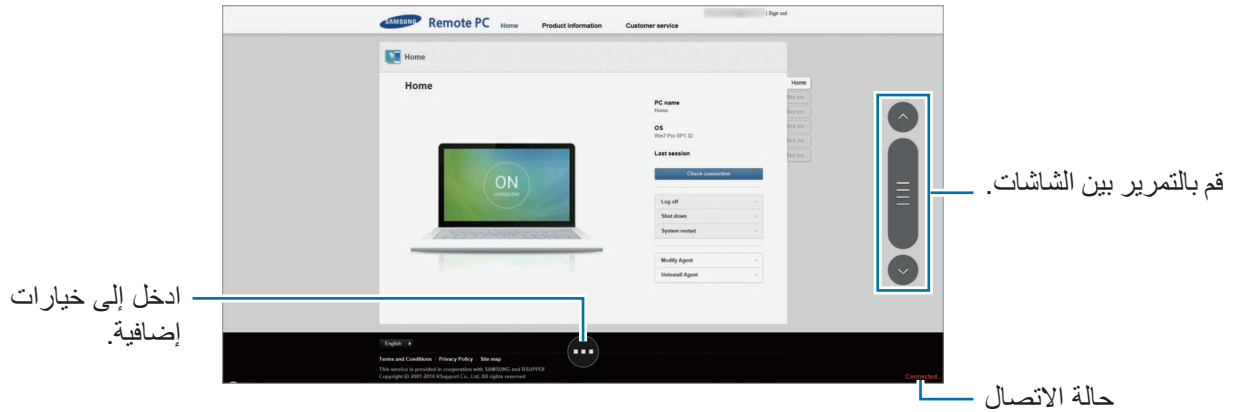 | Sign out
SAMSUNG Remote PC Home Product information Customer service
Home
Home
Home
PC name
Home
OS
Win7 Pro SP1 32
Last session
Check connection
ON
computer
Log off
Shut down
System restart
Modify Agent
Uninstall Agent
قم بالتمرير بين الشاشات.
ادخل إلى خيارات
إضافية.
English
Terms and Conditions Privacy Policy Site map
This service is provided in cooperation with SAMSUNG and RSUPPOR
Copyright © 2001-2014 RSupport Co., Ltd. All rights reserved
Connected
حالة الاتصال